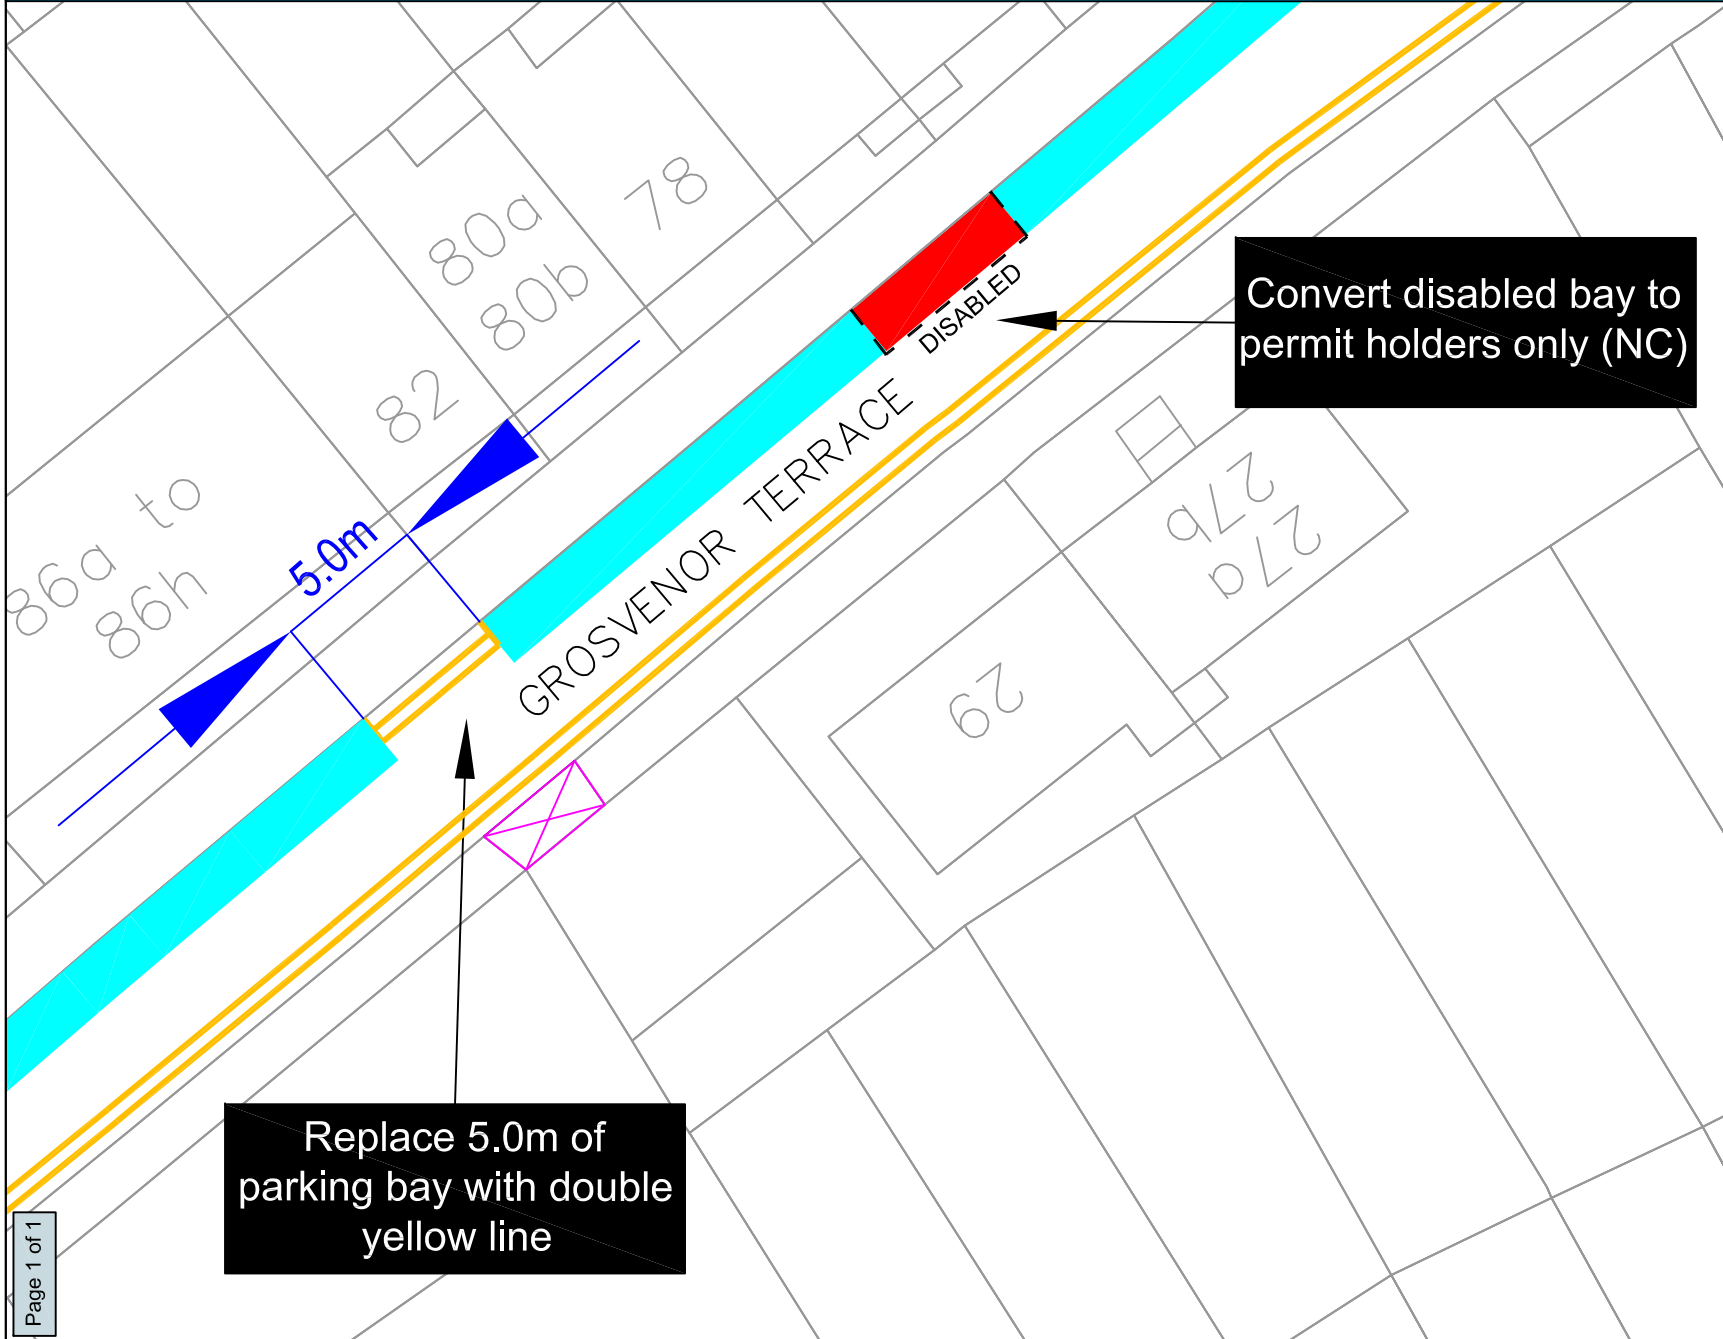 78
80a
80b
82
86a to
86h
5.0m
DISABLED
GROSVENOR TERRACE
Convert disabled bay to
permit holders only (NC)
27b
27a
29
Replace 5.0m of
parking bay with double
yellow line
Page 1 of 1